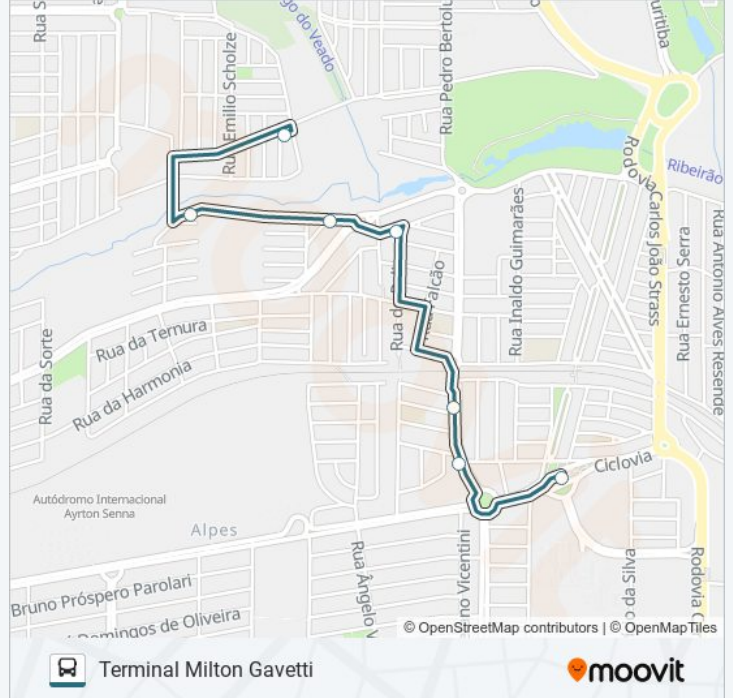 Rua S
Rua Emilio Scholze
go do Veado
Rua Pedro Bertolu
uritiba
Ribeirão
Rodovia Carlos João Strass
Rua Inaldo Guimarães
Rua Ernesto Serra
Rua Antonio Alves Resende
Falcão
Rua d
Rua da Ternura
Rua da Harmonia
Rua da Sorte
Autódromo Internacional
Ayrton Senna
Alpes
Ciclovia
Rua Ângelo V
no Vicentini
o da Silva
Rodovia C
Bruno Próspero Parolari
Domingos de Oliveira
© OpenStreetMap contributors | © OpenMapTiles
Terminal Milton Gavetti
moovit